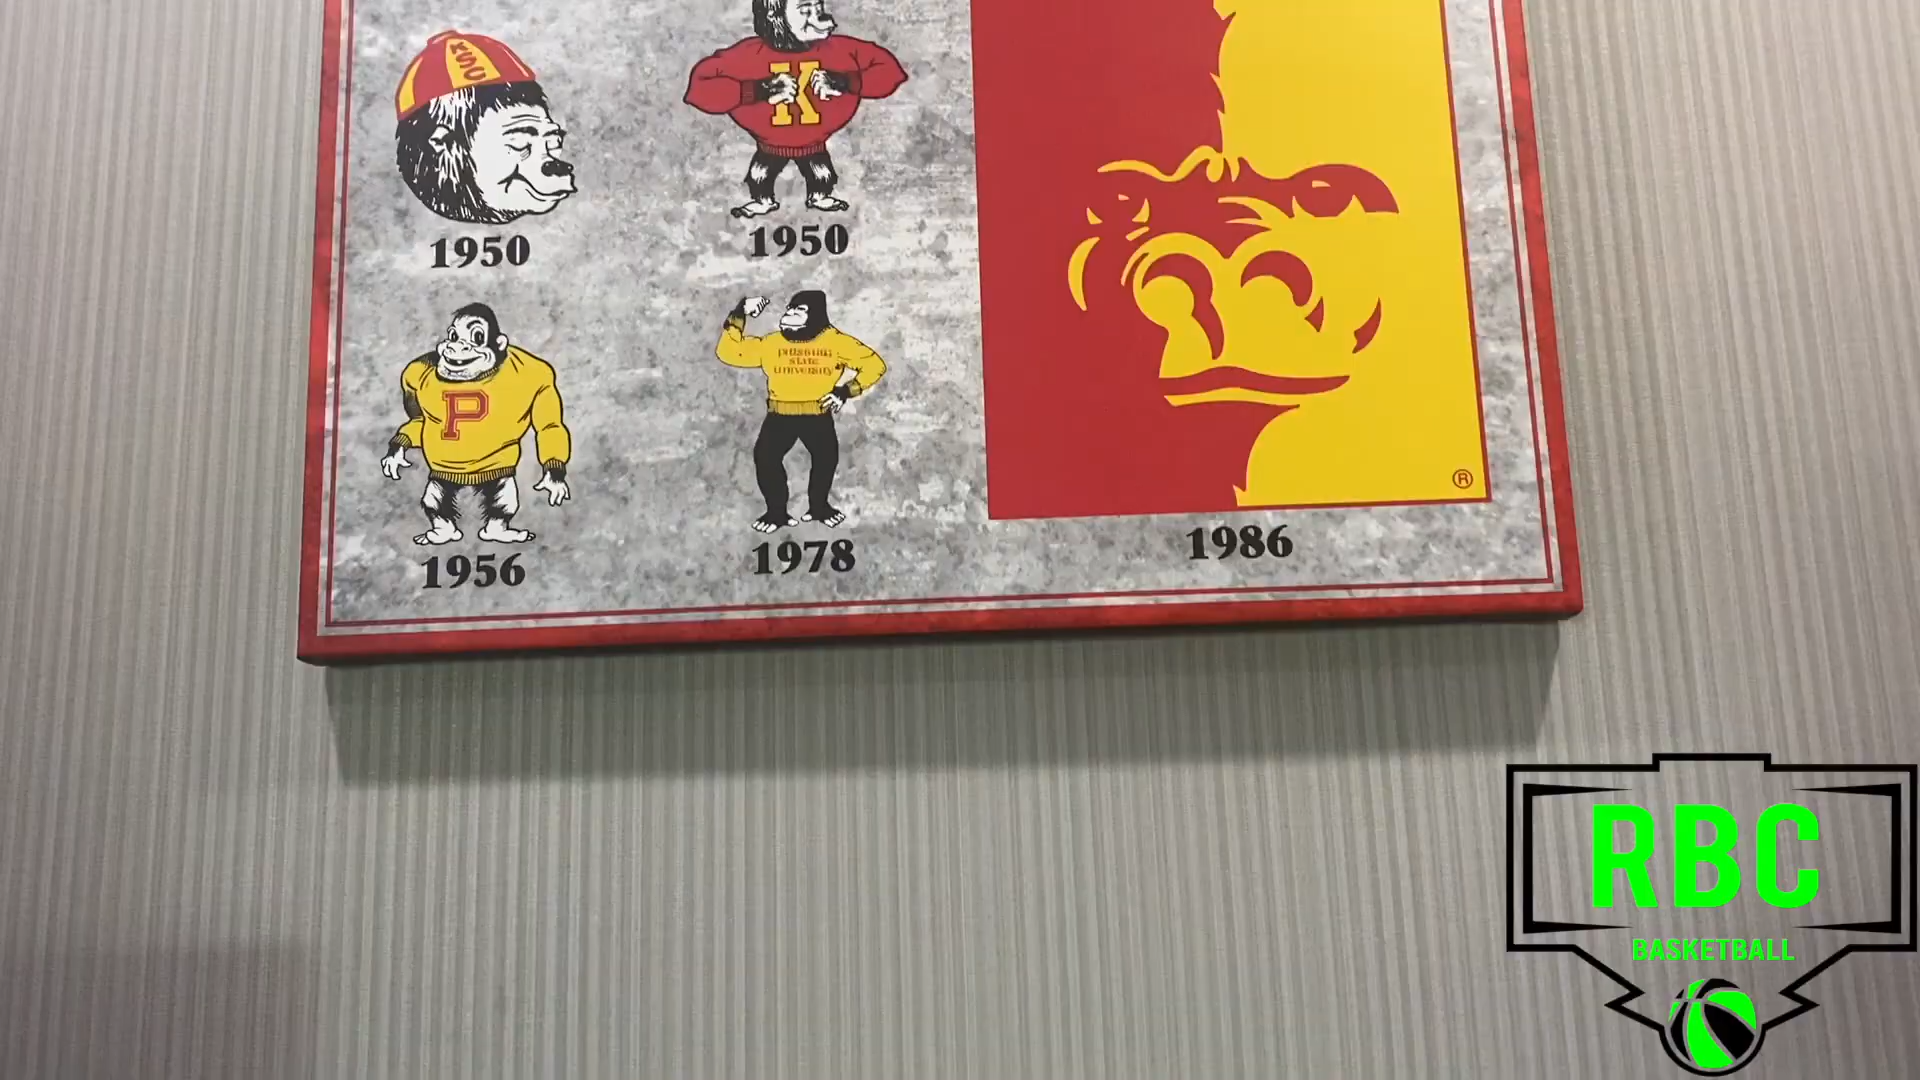 KSC
K
1950
1950
P
pittsburg
state
university
1956
1978
®
1986
RBC
BASKETBALL